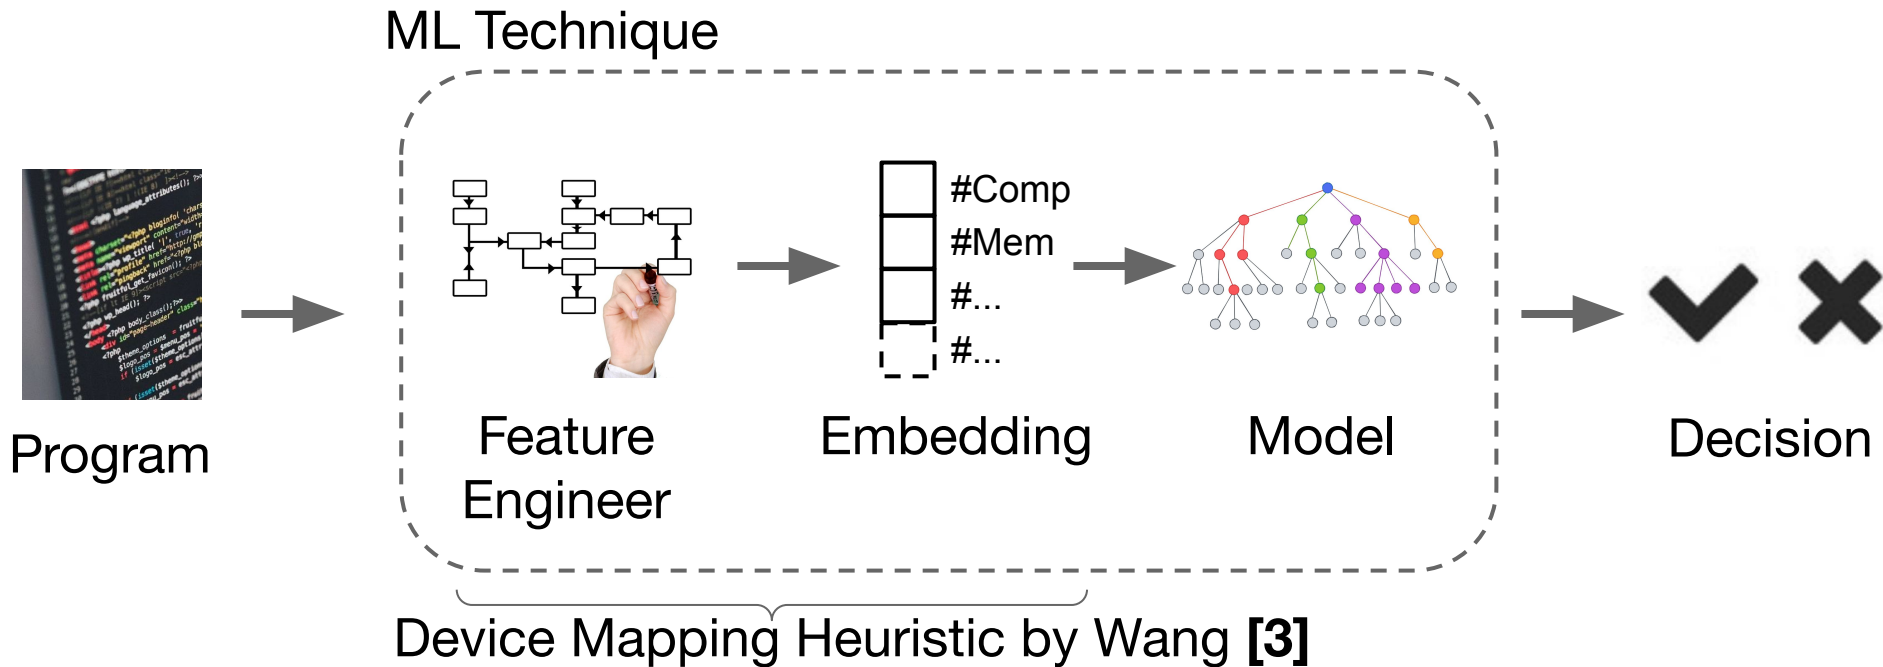 ML Technique
#Comp
#Mem
#...
#...
Program
Feature
Engineer
Embedding
Model
Decision
Device Mapping Heuristic by Wang [3]